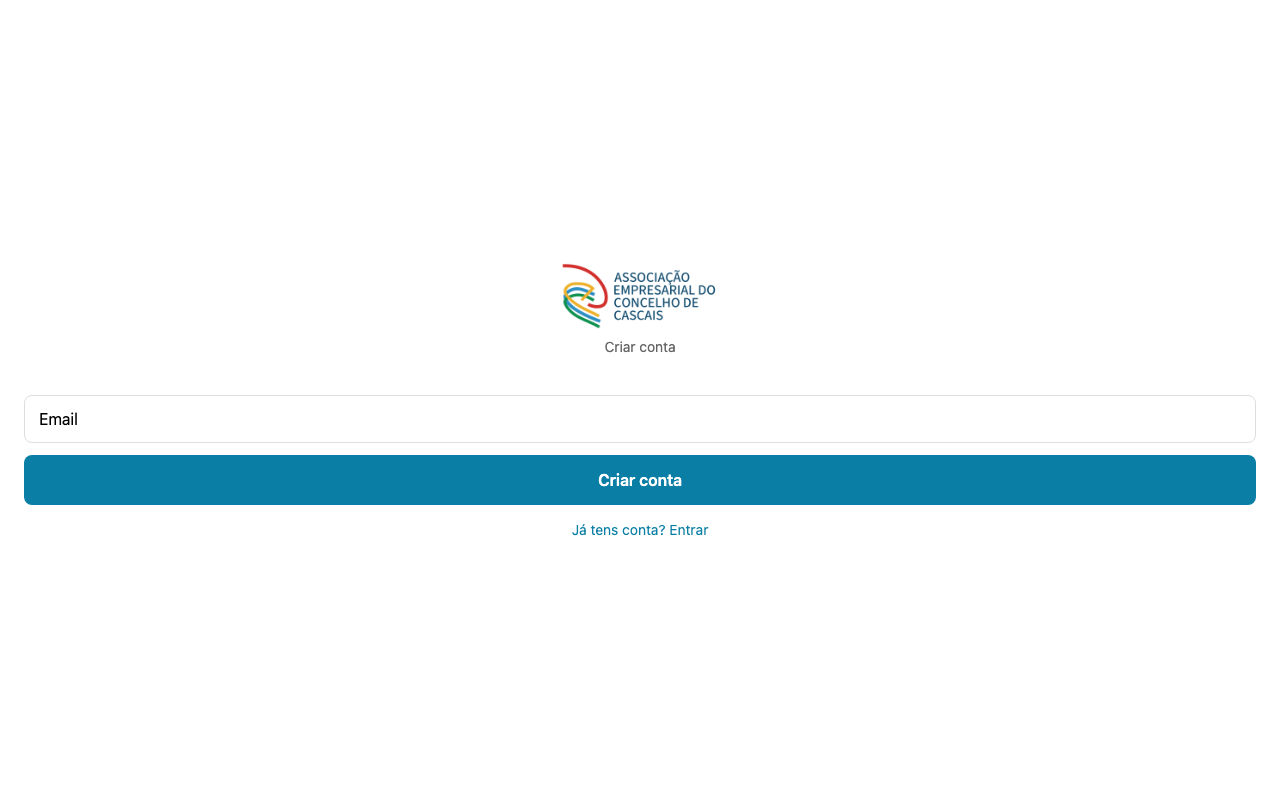 ASSOCIAÇÃO
EMPRESARIAL DO
CONCELHO DE
CASCAIS
Criar conta
Email
Criar conta
Já tens conta? Entrar